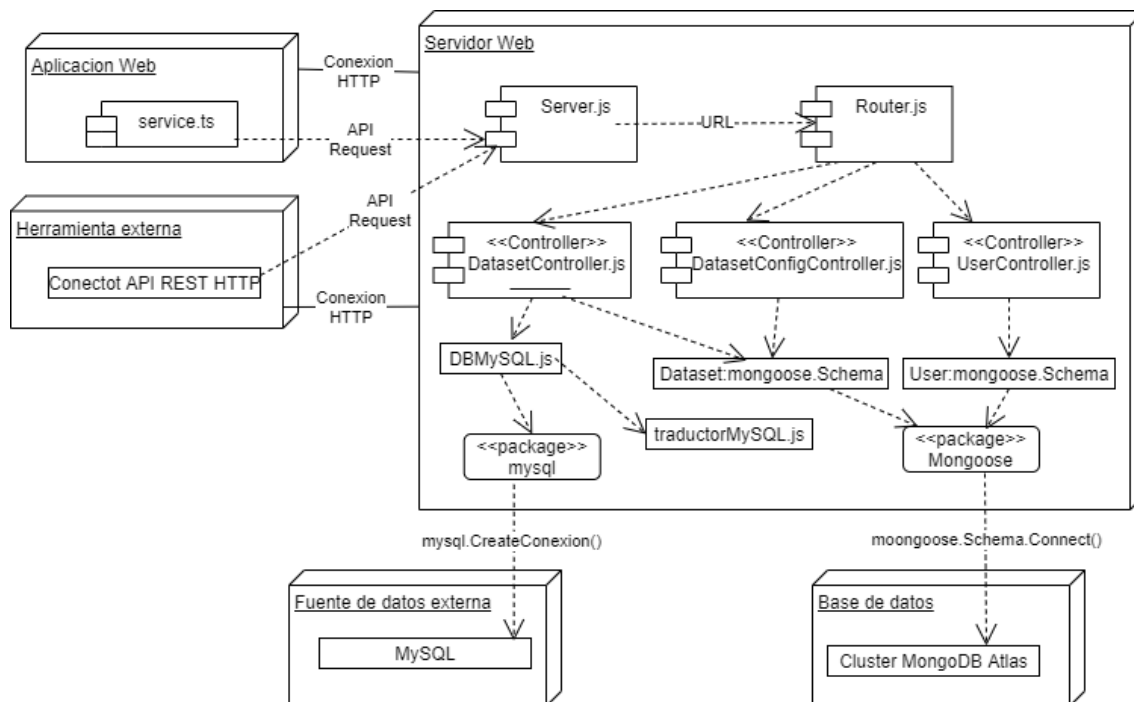 Servidor Web
Aplicacion Web
Conexion
HTTP
service.ts
Server.js
Router.js
URL
API
Request
API
Request
Herramienta externa
Conectot API REST HTTP
Conexion
HTTP
<<Controller>>
DatasetController.js
<<Controller>>
DatasetConfigController.js
<<Controller>>
UserController.js
DBMySQL.js
Dataset:mongoose.Schema
User:mongoose.Schema
traductorMySQL.js
<<package>>
mysql
<<package>>
Mongoose
mysql.CreateConexion()
moongoose.Schema.Connect()
Fuente de datos externa
MySQL
Base de datos
Cluster MongoDB Atlas